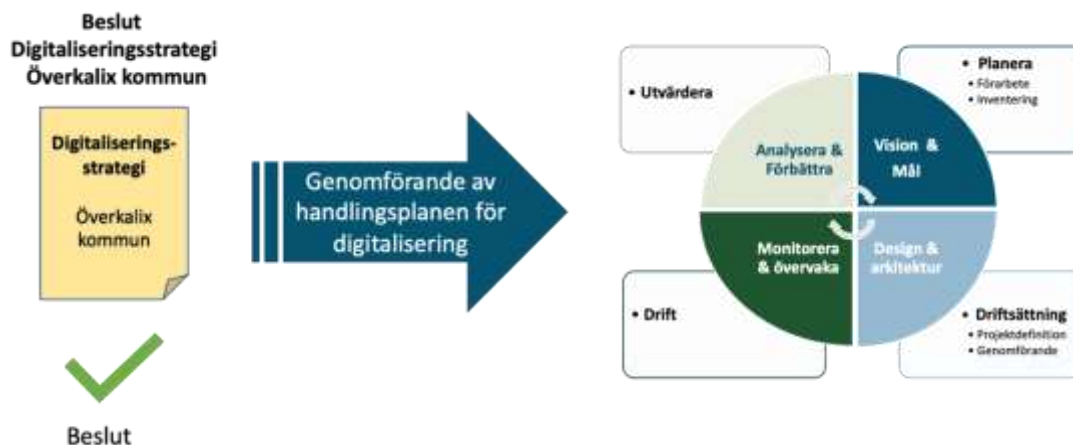 Beslut
Digitaliseringsstrategi
Överkalix kommun
Digitaliserings-
strategi
Överkalix
kommun
Beslut
Genomförande av
handlingsplanen för
digitalisering
• Utvärdera
• Planera
• Förarbete
• Inventering
Analysera &
Förbättra
Vision &
Mål
Monitorera
& övervaka
Design &
arkitektur
• Drift
• Driftsättning
• Projektdefinition
• Genomförande